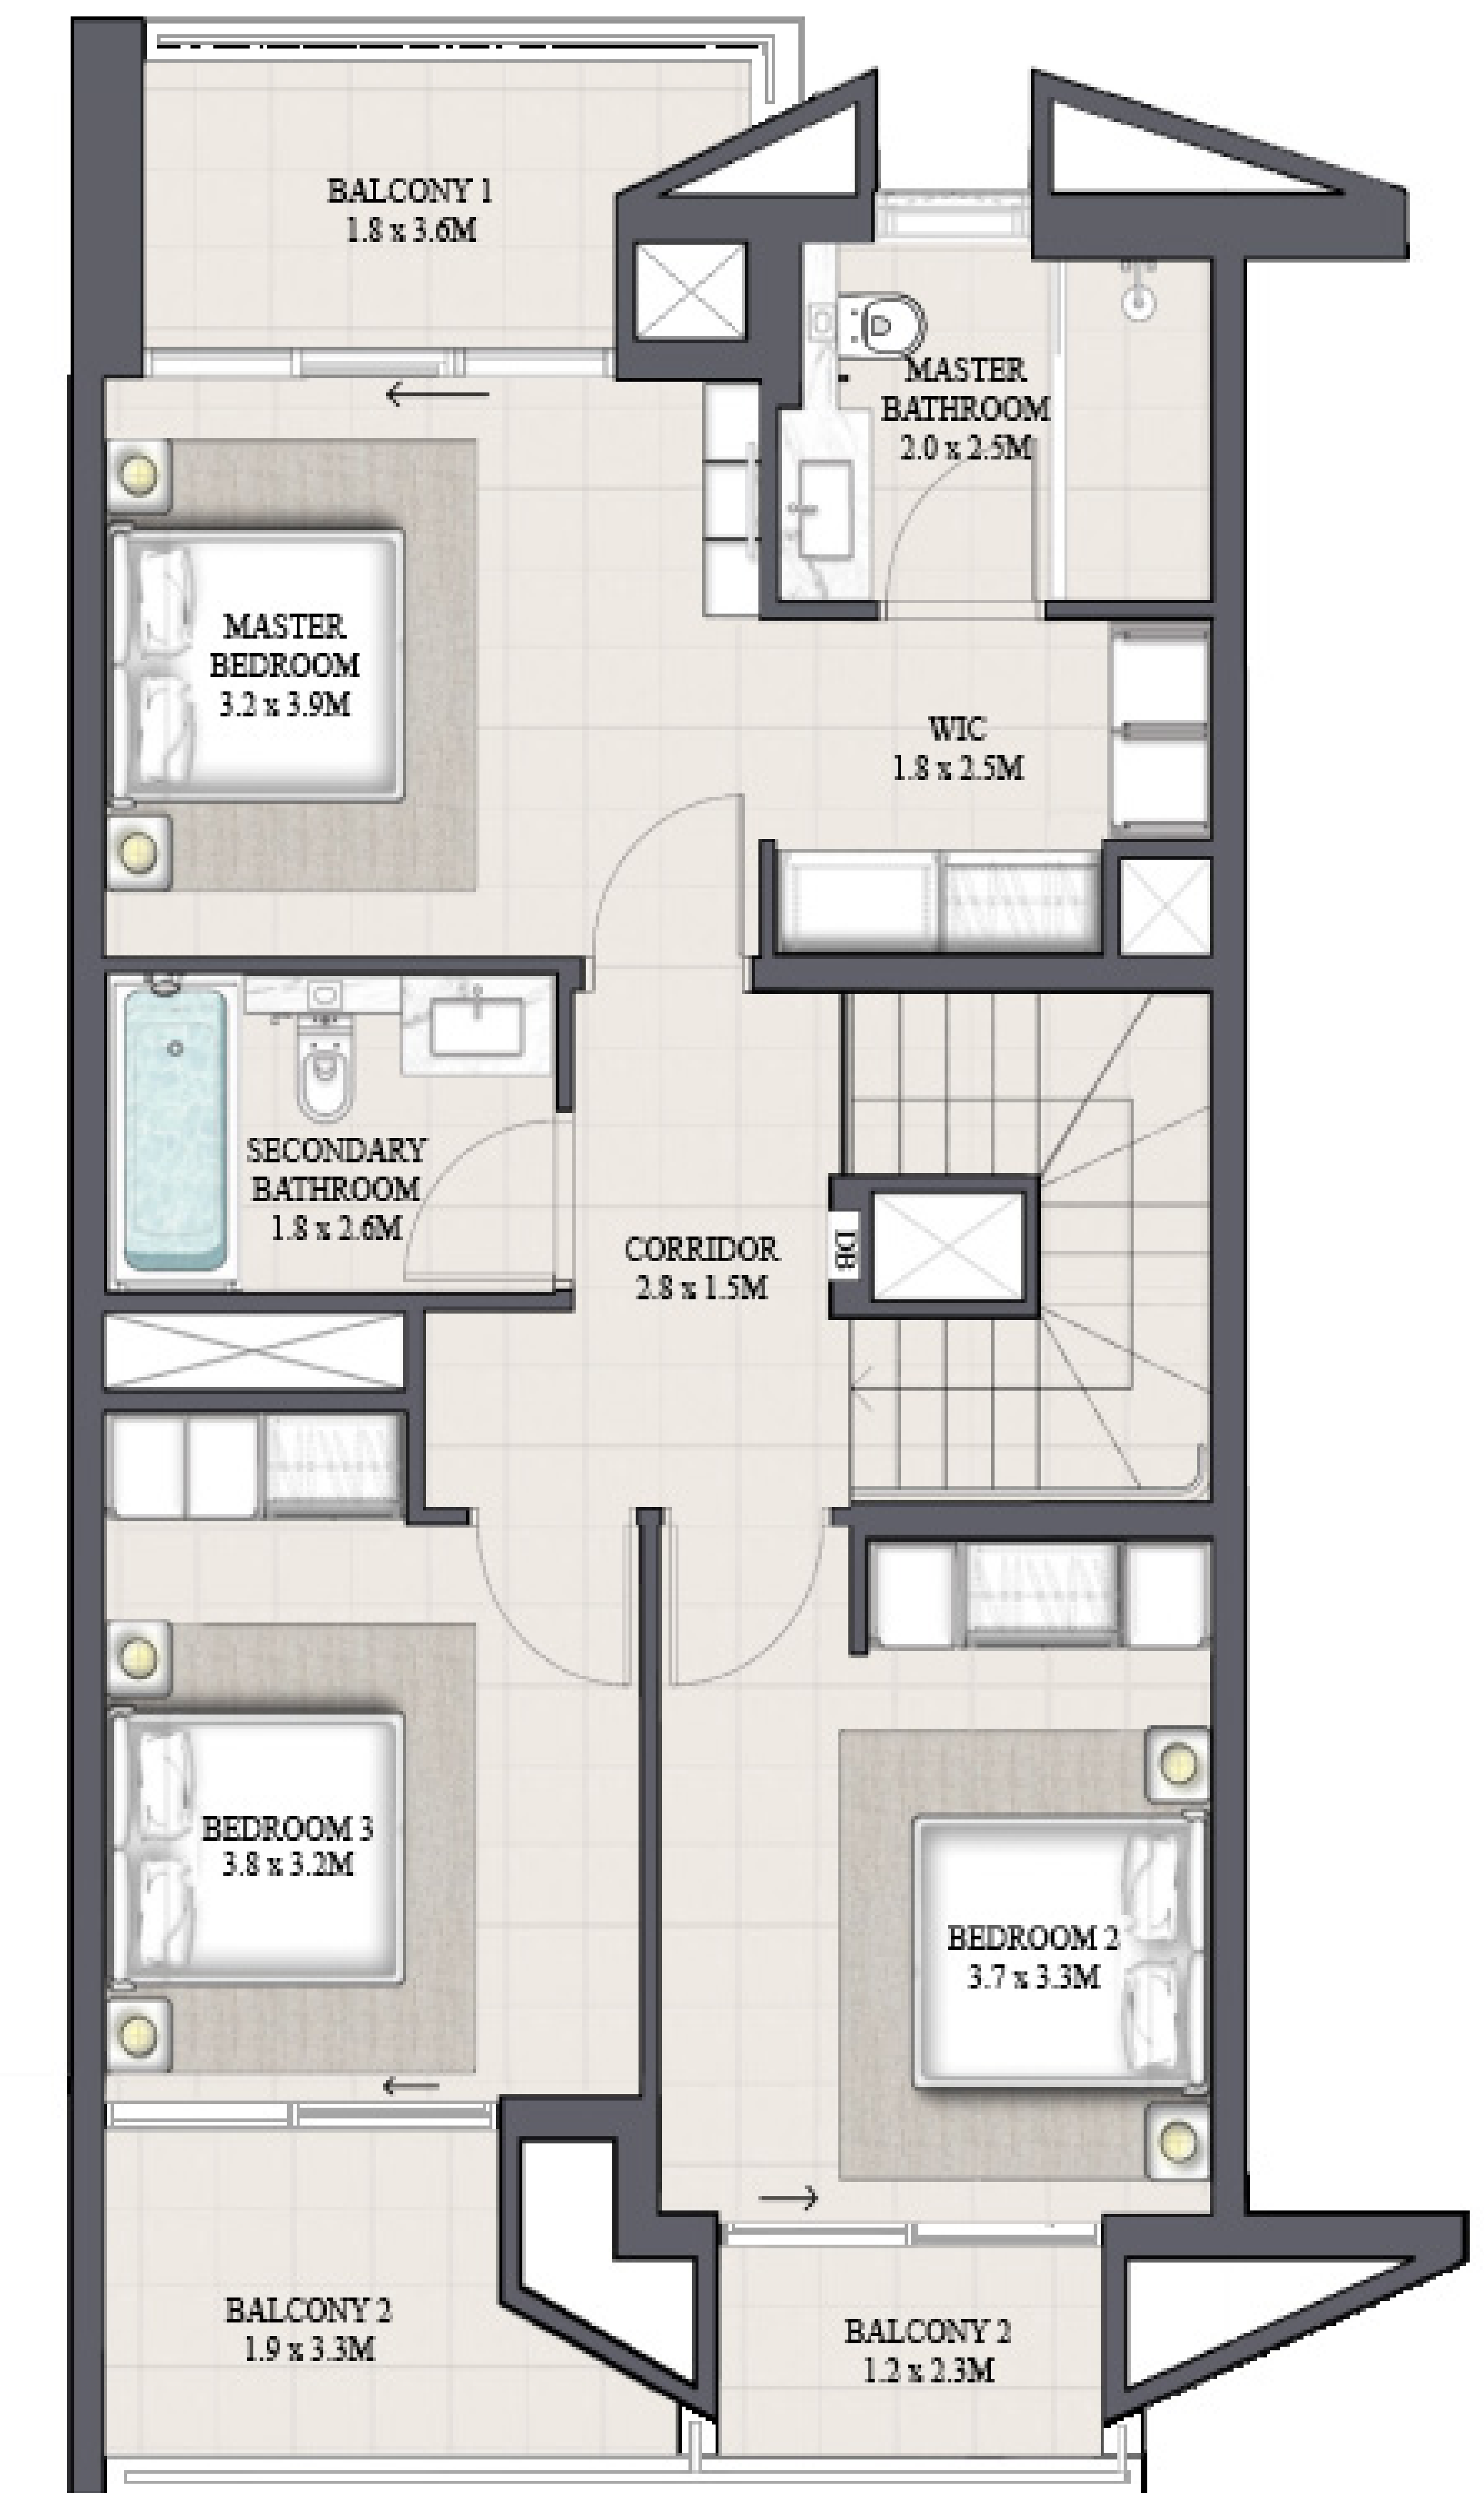 BALCONY 1
1.8 x 3.6M
MASTER
BATHROOM
2.0 x 2.5M
MASTER
BEDROOM
3.2 x 3.9M
WIC
1.8 x 2.5M
SECONDARY
BATHROOM
1.8 x 2.6M
CORRIDOR
2.8 x 1.5M
DB
BEDROOM 3
3.8 x 3.2M
BEDROOM 2
3.7 x 3.3M
BALCONY 2
1.9 x 3.3M
BALCONY 2
1.2 x 2.3M